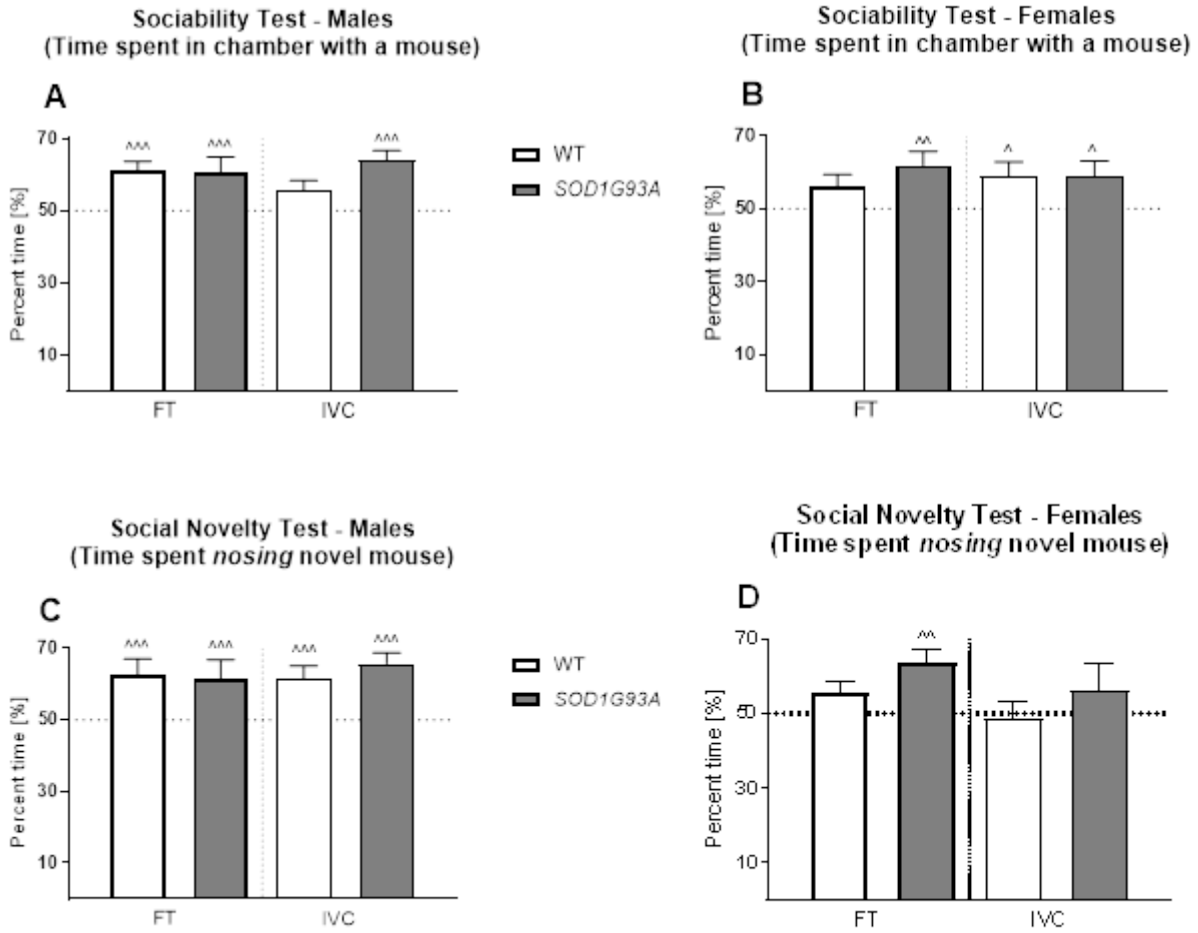 Sociability Test - Males
(Time spent in chamber with a mouse)
A
^^^
^^^
^^^
70
50
30
10
Percent time [%]
FT
IVC
WT
SOD1G93A
Sociability Test - Females
(Time spent in chamber with a mouse)
B
^^
^
^
70
50
30
10
Percent time [%]
FT
IVC
Social Novelty Test - Males
(Time spent nosing novel mouse)
C
^^^
^^^
^^^
^^^
70
50
30
10
Percent time [%]
FT
IVC
WT
SOD1G93A
Social Novelty Test - Females
(Time spent nosing novel mouse)
D
^^
70
50
30
10
Percent time [%]
FT
IVC